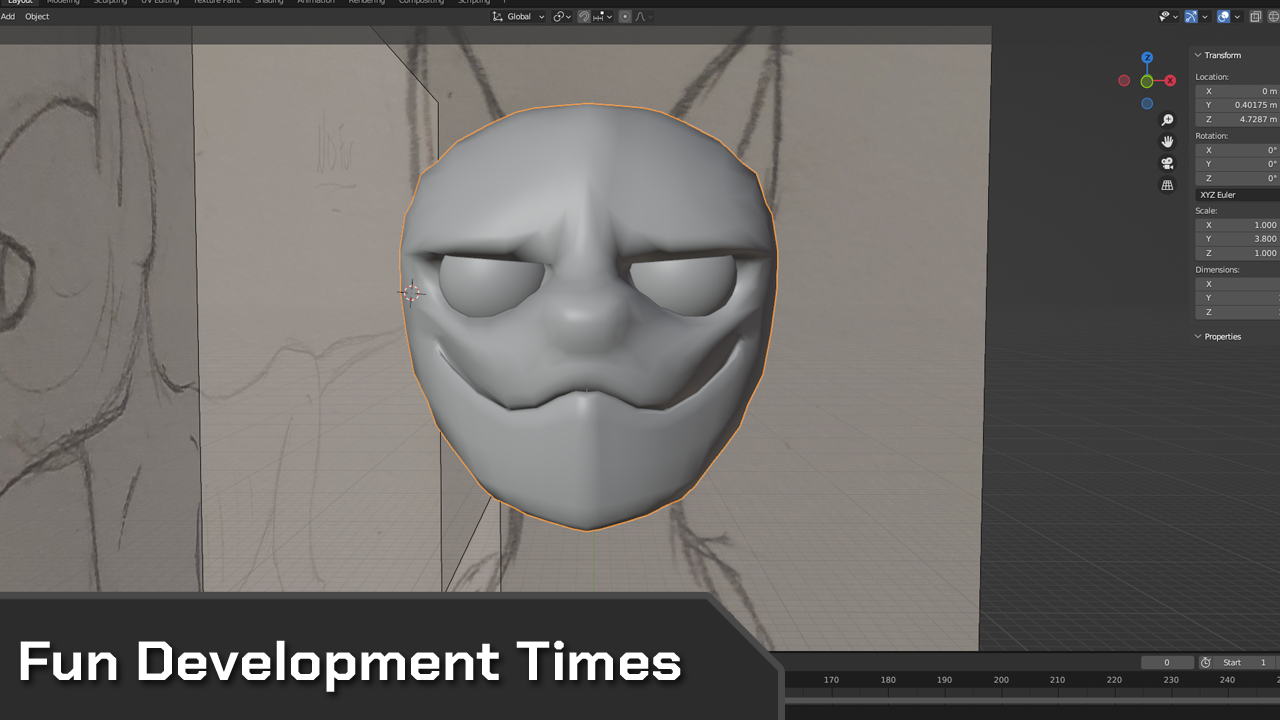 Layout Modeling Sculpting UV Editing Texture Paint Shading Animation Rendering Compositing Scripting
Add Object Global
Transform
Location:
X 0 m
Y 0.40175 m
Z 4.7287 m
Rotation:
X 0°
Y 0°
Z 0°
XYZ Euler
Scale:
X 1.000
Y 3.800
Z 1.000
Dimensions:
X
Y
Z
Properties
Z
X
Fun Development Times
0 Start 1
170 180 190 200 210 220 230 240